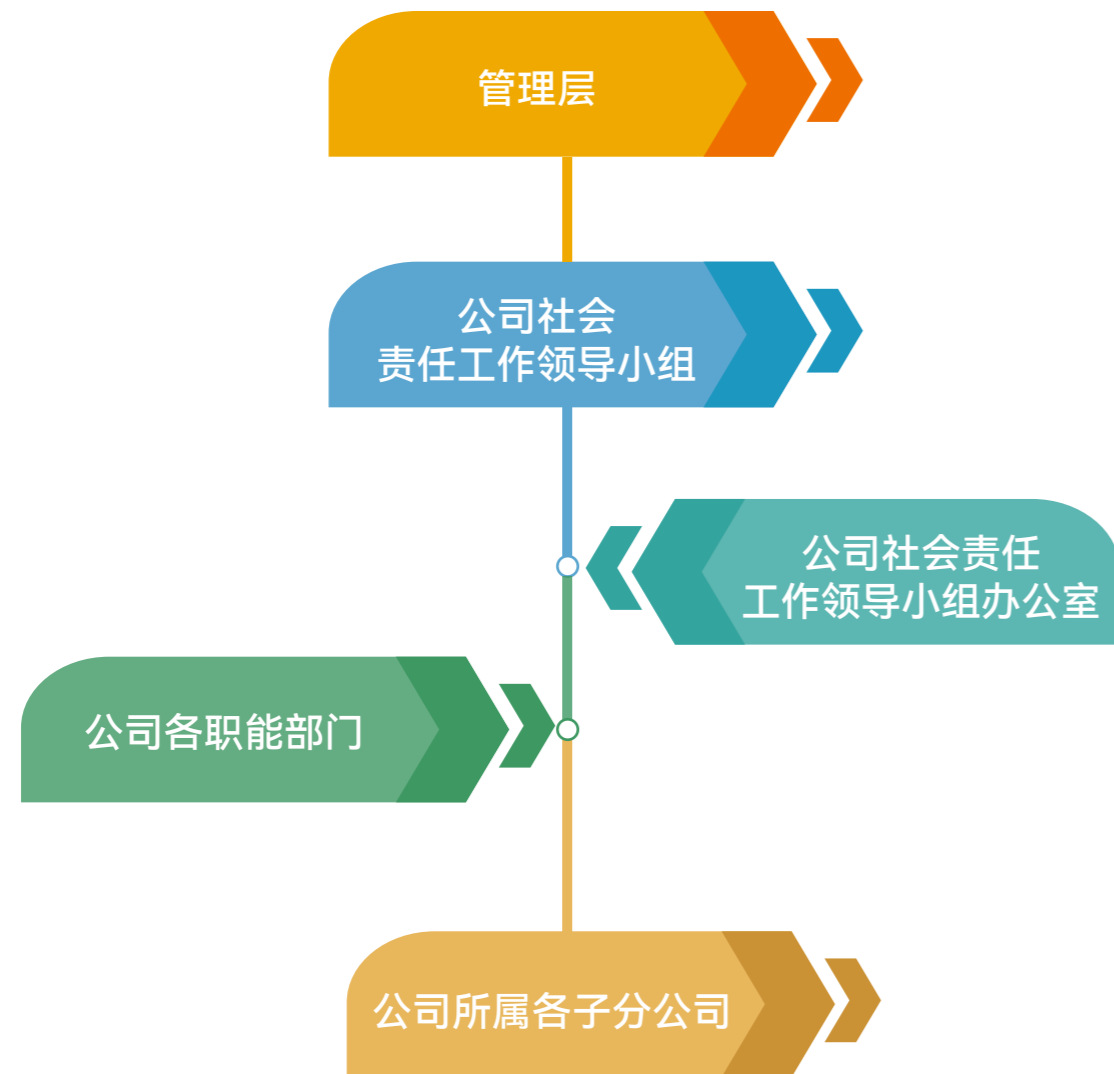 管理层
公司社会
责任工作领导小组
公司社会责任
工作领导小组办公室
公司各职能部门
公司所属各子分公司